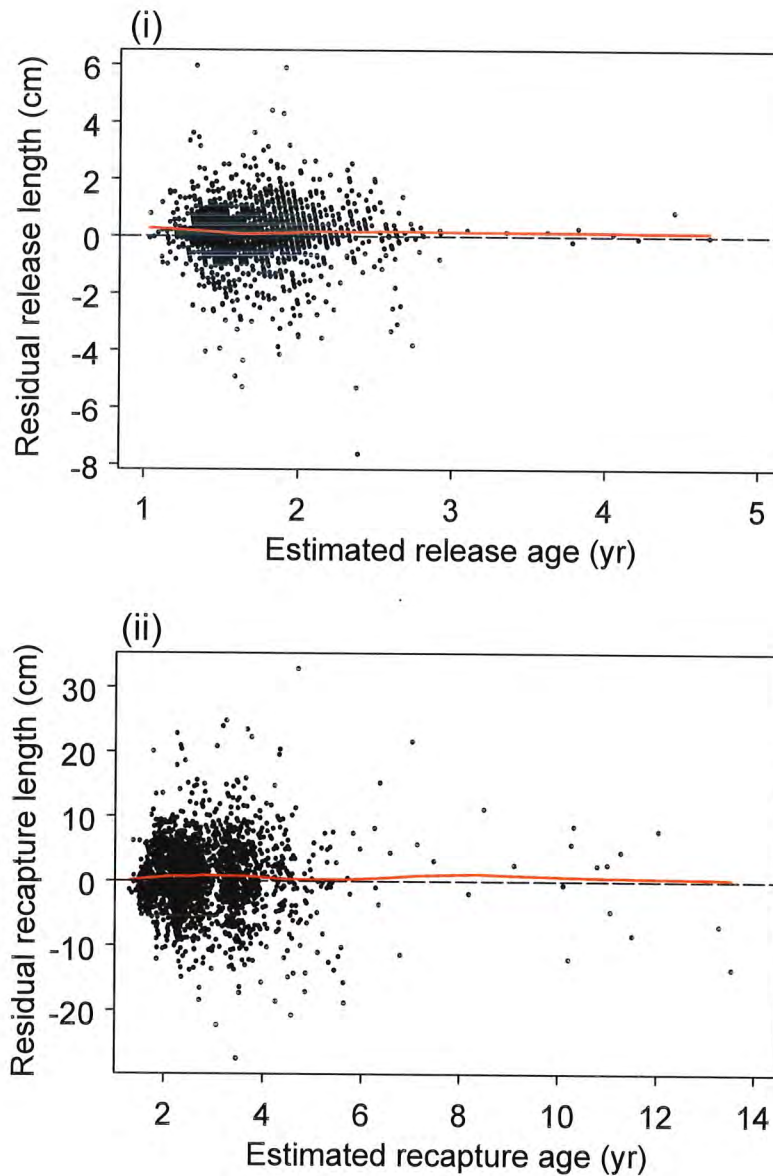 (i)
6
4
2
0
-2
-4
-6
-8
Residual release length (cm)
1 2 3 4 5
Estimated release age (yr)
(ii)
30
20
10
0
-10
-20
Residual recapture length (cm)
2 4 6 8 10 12 14
Estimated recapture age (yr)